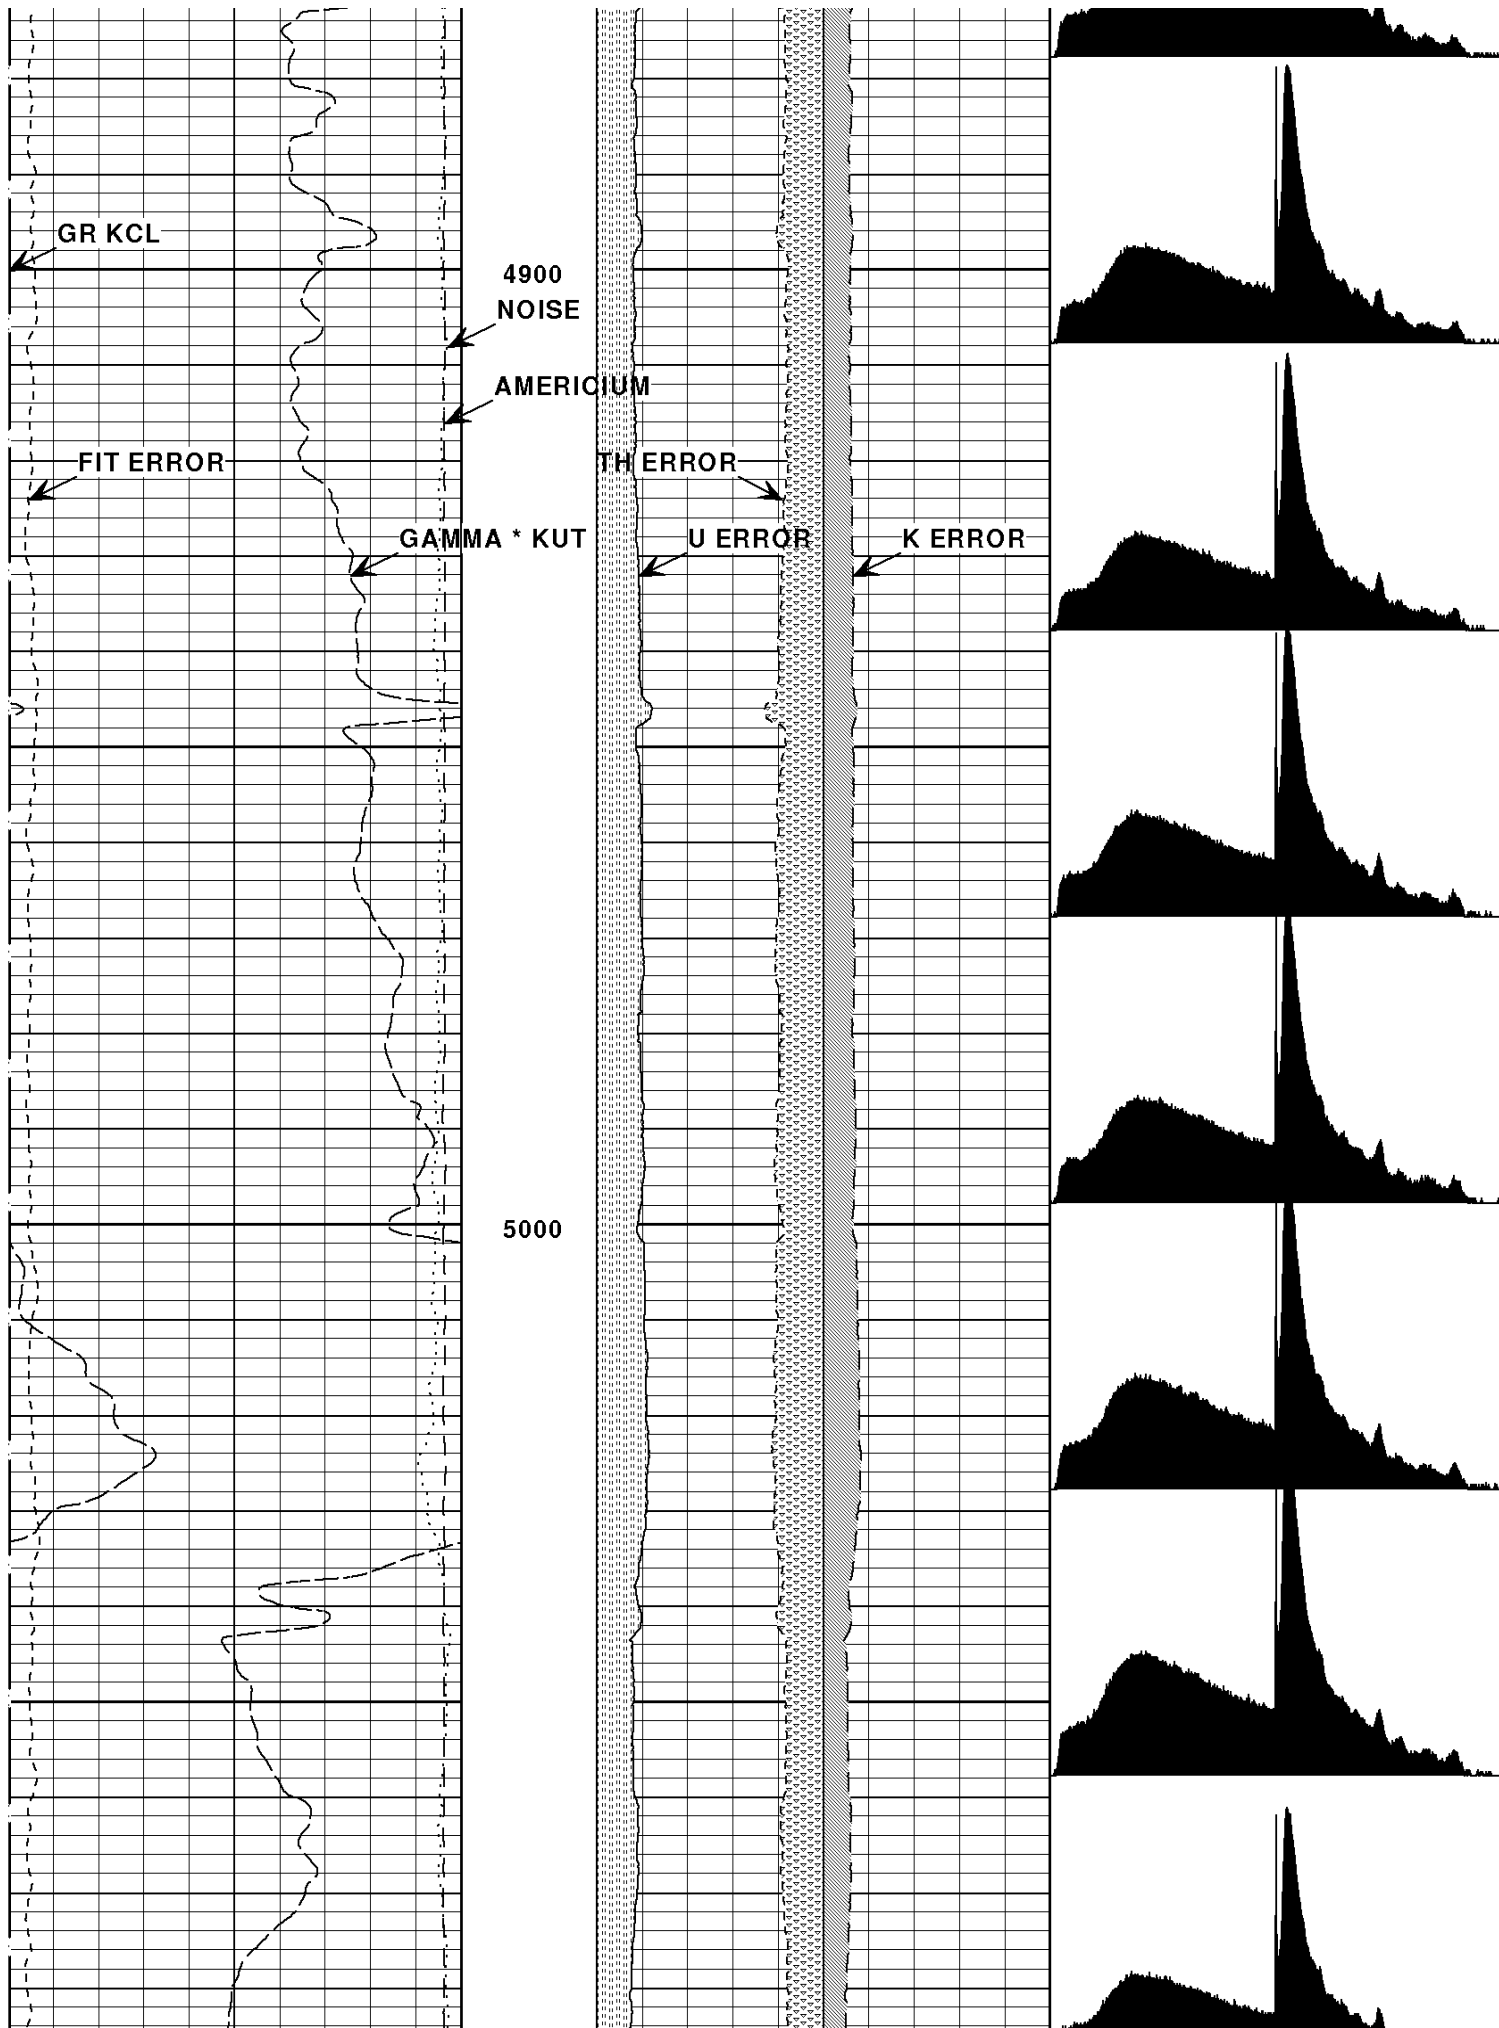 GR KCL
4900
NOISE
AMERICIUM
FIT ERROR
TH ERROR
GAMMA * KUT
U ERROR
K ERROR
5000